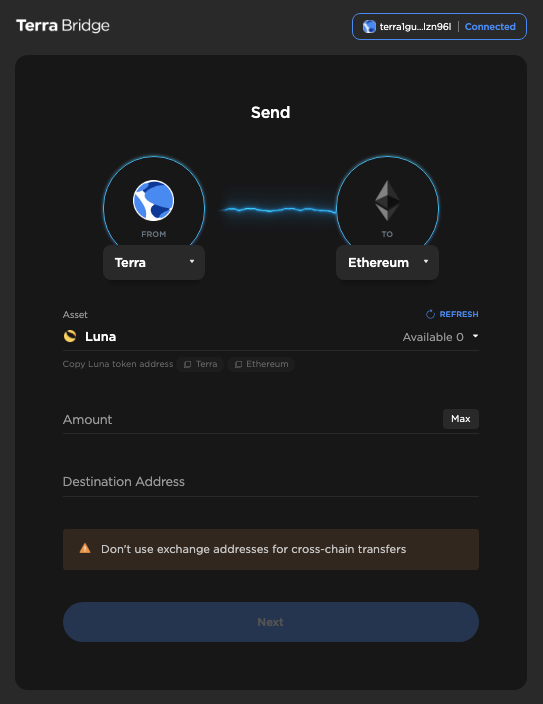 Terra Bridge
terra1gu...lzn96l | Connected
Send
FROM
TO
Terra
Ethereum
Asset
REFRESH
Luna
Available 0
Copy Luna token address Terra Ethereum
Amount
Max
Destination Address
Don't use exchange addresses for cross-chain transfers
Next